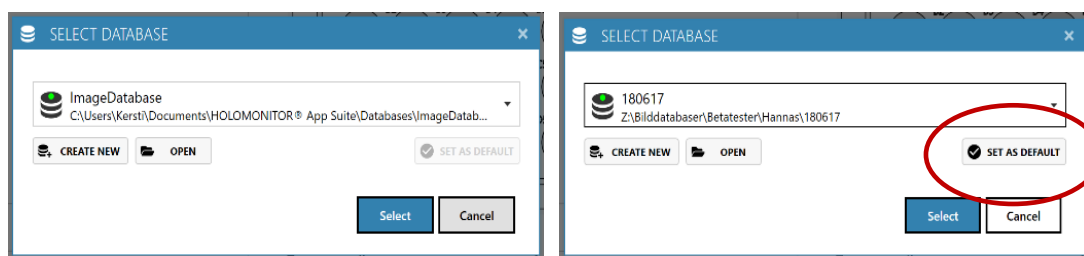 SELECT DATABASE ×
ImageDatabase
C:\Users\Kersti\Documents\HOLOMONITOR® App Suite\Databases\ImageDatab...
CREATE NEW OPEN SET AS DEFAULT
Select Cancel
SELECT DATABASE ×
180617
Z:\Bilddatabaser\Betatester\Hannas\180617
CREATE NEW OPEN SET AS DEFAULT
Select Cancel